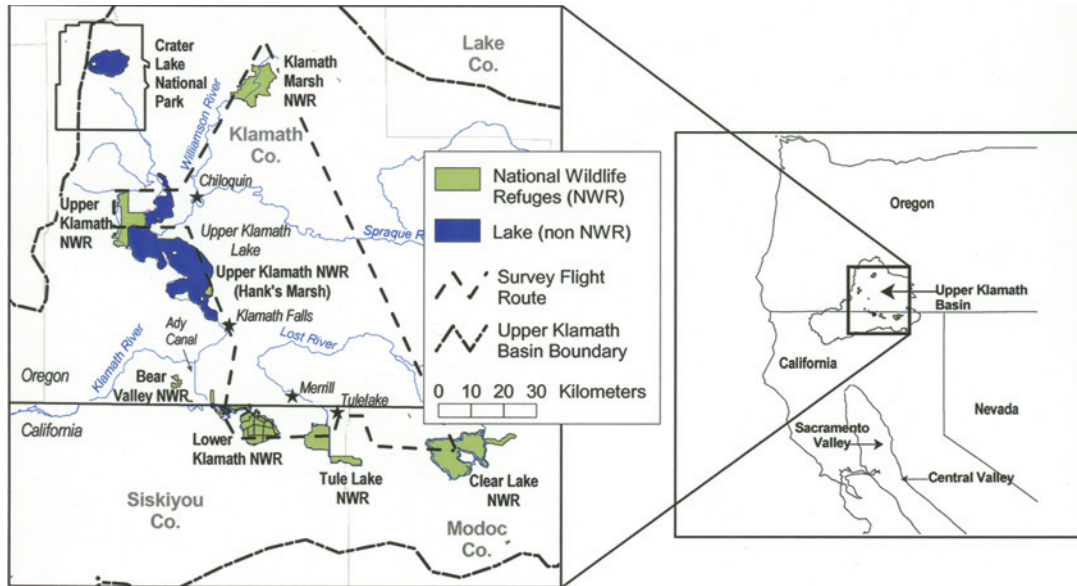 Crater
Lake
National
Park
Klamath
Marsh
NWR
Lake
Co.
Williamson River
Klamath
Co.
Chiloquin
Upper
Klamath
NWR
Upper Klamath
Lake
Sprague R
Upper Klamath NWR
(Hank's Marsh)
Klamath Falls
Ady
Canal
Klamath River
Lost River
Oregon
Bear
Valley NWR
Merrill
Tulelake
California
Lower
Klamath NWR
Tule Lake
NWR
Clear Lake
NWR
Siskiyou
Co.
Modoc
Co.
National Wildlife
Refuges (NWR)
Lake (non NWR)
Survey Flight
Route
Upper Klamath
Basin Boundary
0 10 20 30 Kilometers
Oregon
Upper Klamath
Basin
California
Nevada
Sacramento
Valley
Central Valley